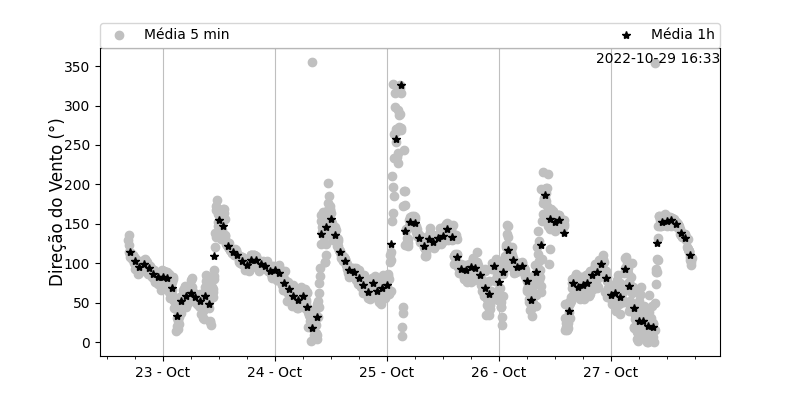 Média 5 min
Média 1h
2022-10-29 16:33
Direção do Vento (°)
350
300
250
200
150
100
50
0
23 - Oct
24 - Oct
25 - Oct
26 - Oct
27 - Oct